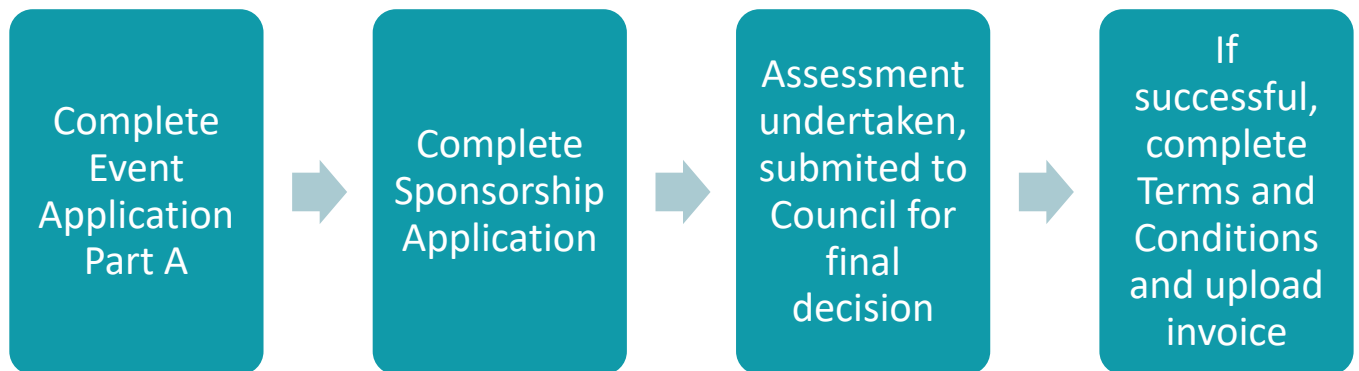 Complete
Event
Application
Part A
Complete
Sponsorship
Application
Assessment
undertaken,
submited to
Council for
final
decision
If
successful,
complete
Terms and
Conditions
and upload
invoice